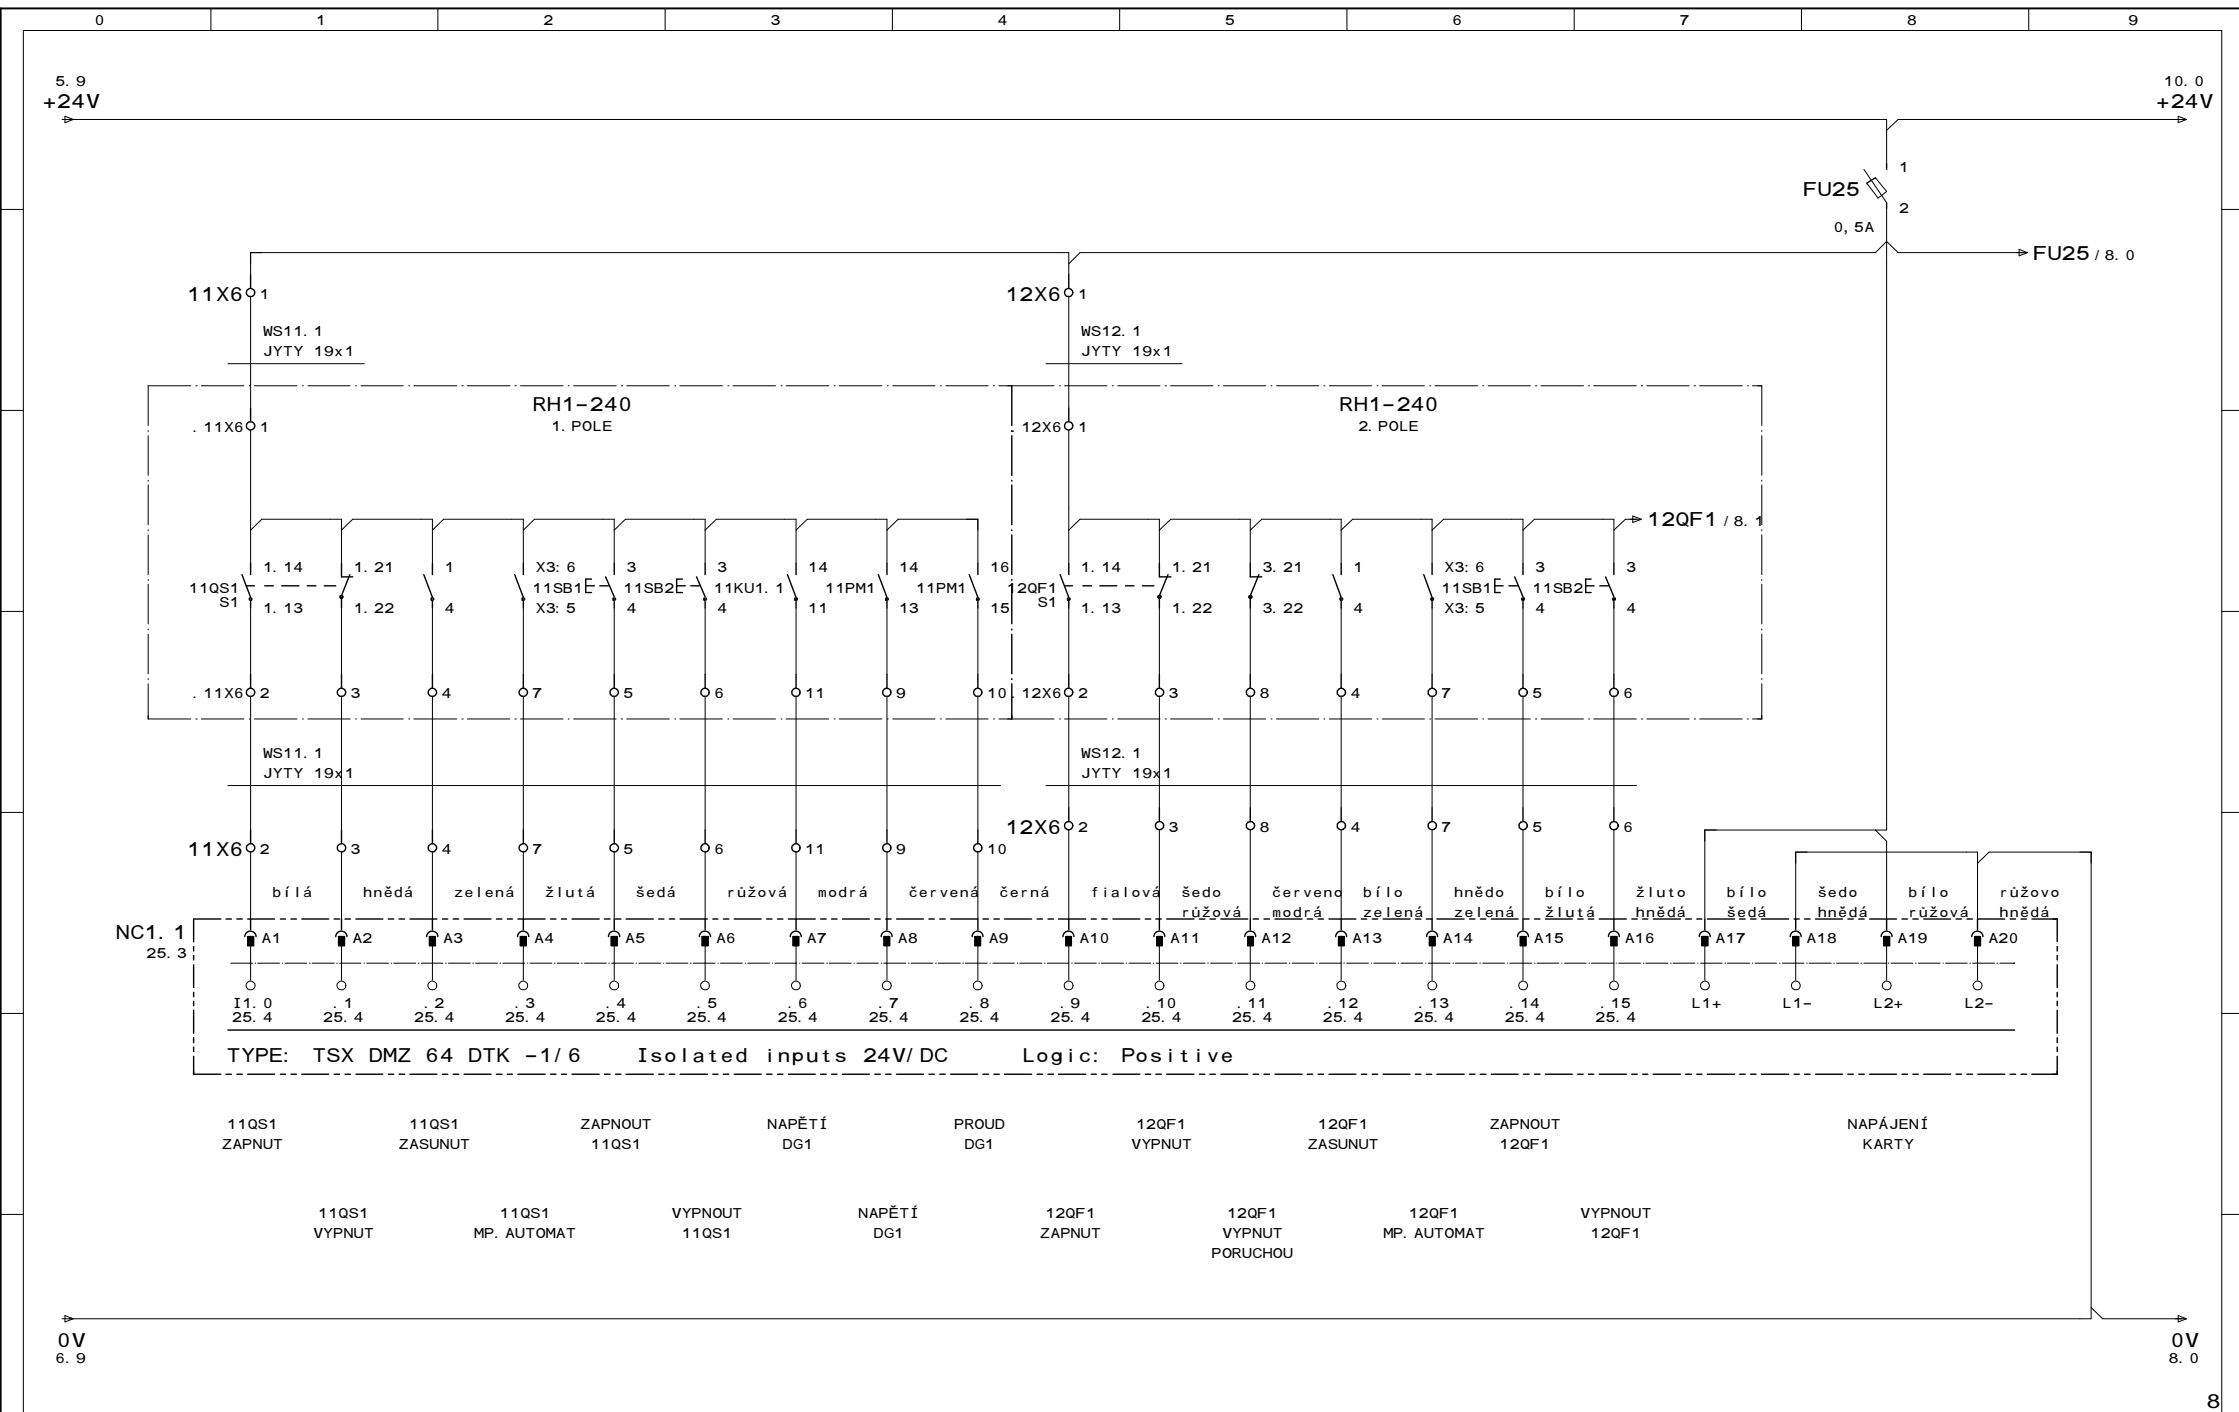 0 1 2 3 4 5 6 7 8 9
5. 9 10. 0
+24V +24V
1
FU25
2
0, 5A
FU25 / 8. 0
11X6 1 12X6 1
WS11. 1 WS12. 1
JYTY 19x1 JYTY 19x1
RH1-240 RH1-240
1. POLE 2. POLE
. 11X6 1 . 12X6 1
12QF1 / 8. 1
1. 14 1. 21 1 X3: 6 3 3 14 14 16 1. 14 1. 21 3. 21 1 X3: 6 3 3
11QS1 11SB1 11SB2 11KU1. 1 11PM1 11PM1 12QF1 11SB1 11SB2
S1 S1
1. 13 1. 22 4 X3: 5 4 4 11 13 15 1. 13 1. 22 3. 22 4 X3: 5 4 4
. 11X6 2 3 4 7 5 6 11 9 10 . 12X6 2 3 8 4 7 5 6
WS11. 1 WS12. 1
JYTY 19x1 JYTY 19x1
12X6 2 3 8 4 7 5 6
11X6 2 3 4 7 5 6 11 9 10
bílá hnědá zelená žlutá šedá růžová modrá červená černá fialová šedo červeno bílo hnědo bílo žluto bílo šedo bílo růžovo
růžová modrá zelená zelená žlutá hnědá šedá hnědá růžová hnědá
NC1. 1 A1 A2 A3 A4 A5 A6 A7 A8 A9 A10 A11 A12 A13 A14 A15 A16 A17 A18 A19 A20
25. 3
I1. 0 . 1 . 2 . 3 . 4 . 5 . 6 . 7 . 8 . 9 . 10 . 11 . 12 . 13 . 14 . 15 L1+ L1- L2+ L2-
25. 4 25. 4 25. 4 25. 4 25. 4 25. 4 25. 4 25. 4 25. 4 25. 4 25. 4 25. 4 25. 4 25. 4 25. 4 25. 4
TYPE: TSX DMZ 64 DTK -1/ 6 Isolated inputs 24V/ DC Logic: Positive
11QS1 11QS1 ZAPNOUT NAPĚTÍ PROUD 12QF1 12QF1 ZAPNOUT NAPÁJENÍ
ZAPNUT ZASUNUT 11QS1 DG1 DG1 VYPNUT ZASUNUT 12QF1 KARTY
11QS1 11QS1 VYPNOUT NAPĚTÍ 12QF1 12QF1 12QF1 VYPNOUT
VYPNUT MP. AUTOMAT 11QS1 DG1 ZAPNUT VYPNUT MP. AUTOMAT 12QF1
PORUCHOU
0V 0V
6. 9 8. 0
8